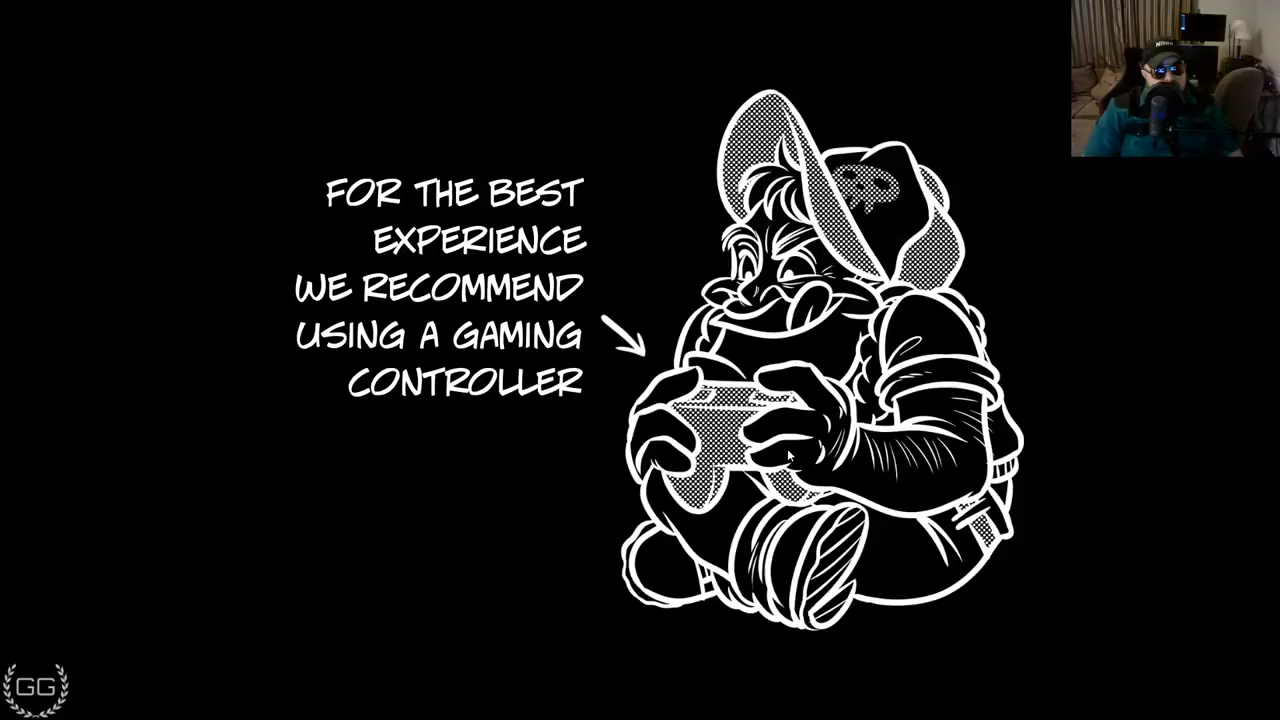 FOR THE BEST
EXPERIENCE
WE RECOMMEND
USING A GAMING
CONTROLLER
GG